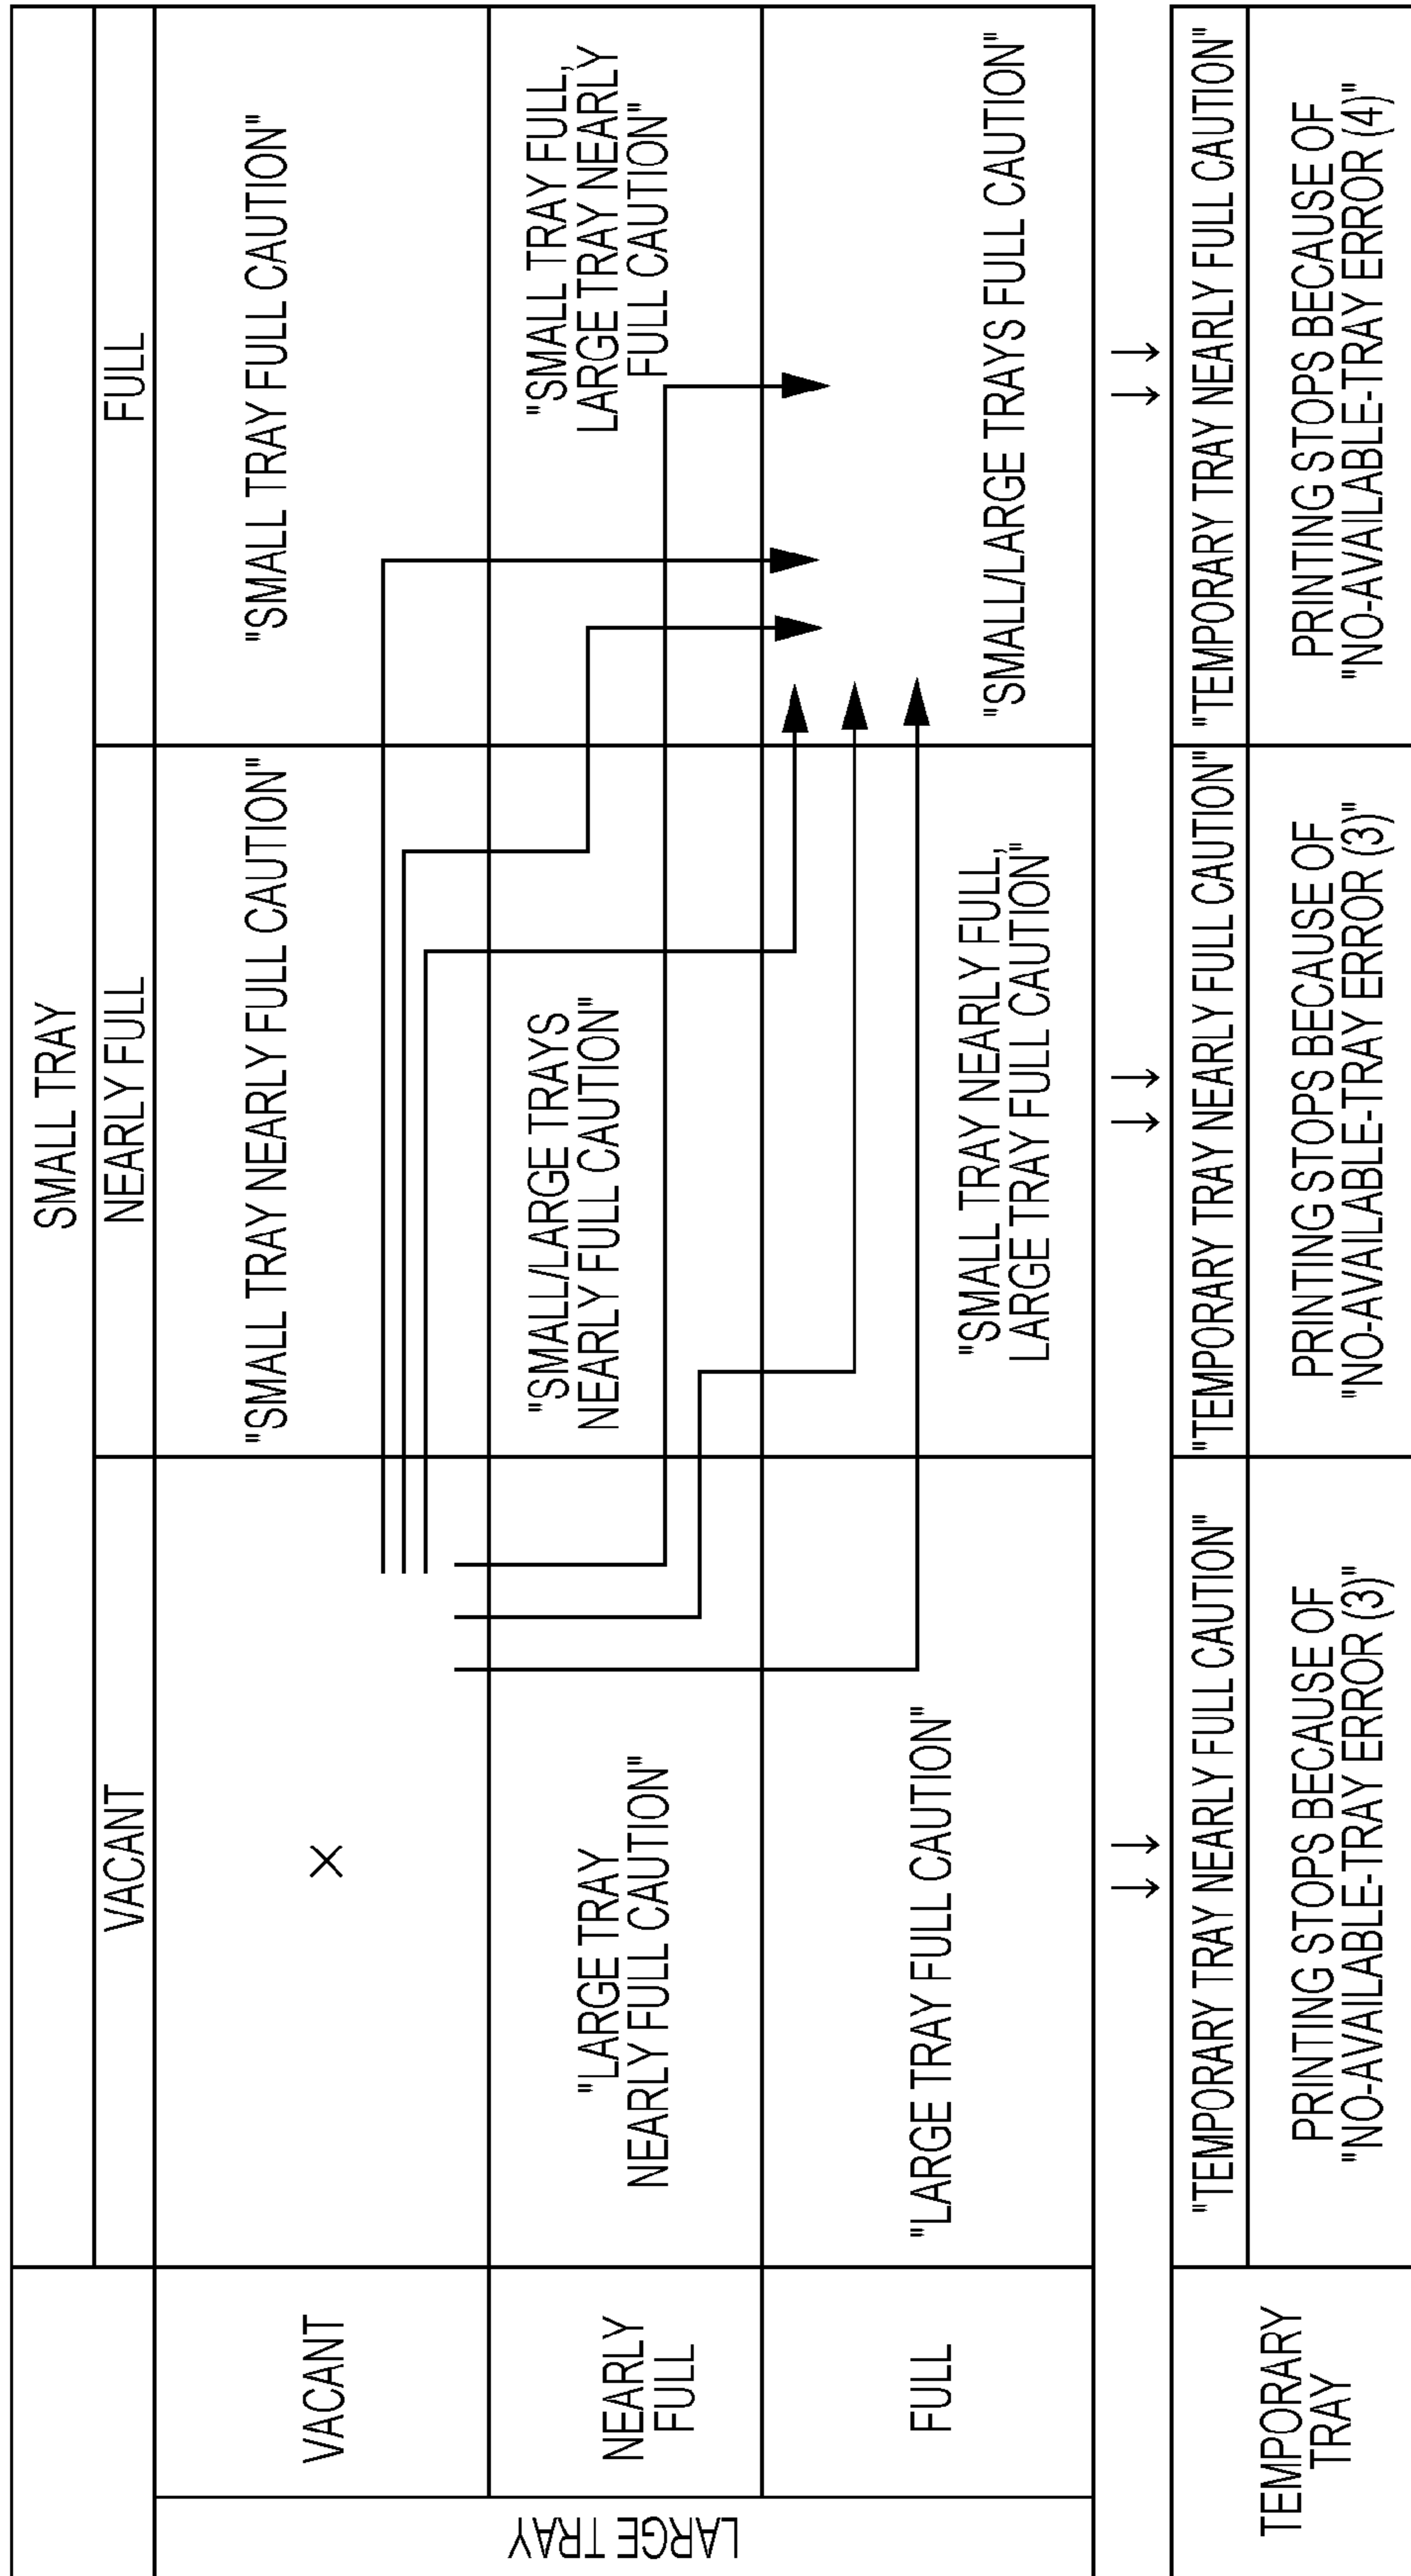 SMALL TRAY
VACANT
NEARLY FULL
FULL
LARGE TRAY
VACANT
×
"SMALL TRAY NEARLY FULL CAUTION"
"SMALL TRAY FULL CAUTION"
NEARLY
FULL
"LARGE TRAY
NEARLY FULL CAUTION"
"SMALL/LARGE TRAYS
NEARLY FULL CAUTION"
"SMALL TRAY FULL,
LARGE TRAY NEARLY
FULL CAUTION"
FULL
"LARGE TRAY FULL CAUTION"
"SMALL TRAY NEARLY FULL,
LARGE TRAY FULL CAUTION"
"SMALL/LARGE TRAYS FULL CAUTION"
TEMPORARY
TRAY
"TEMPORARY TRAY NEARLY FULL CAUTION"
"TEMPORARY TRAY NEARLY FULL CAUTION"
"TEMPORARY TRAY NEARLY FULL CAUTION"
PRINTING STOPS BECAUSE OF
"NO-AVAILABLE-TRAY ERROR (3)"
PRINTING STOPS BECAUSE OF
"NO-AVAILABLE-TRAY ERROR (3)"
PRINTING STOPS BECAUSE OF
"NO-AVAILABLE-TRAY ERROR (4)"